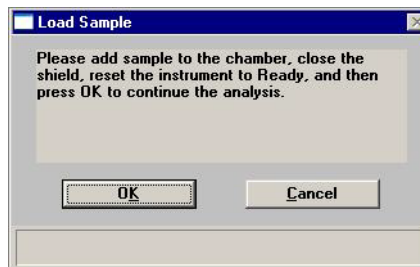 Load Sample
Please add sample to the chamber, close the
shield, reset the instrument to Ready, and then
press OK to continue the analysis.
OK
Cancel